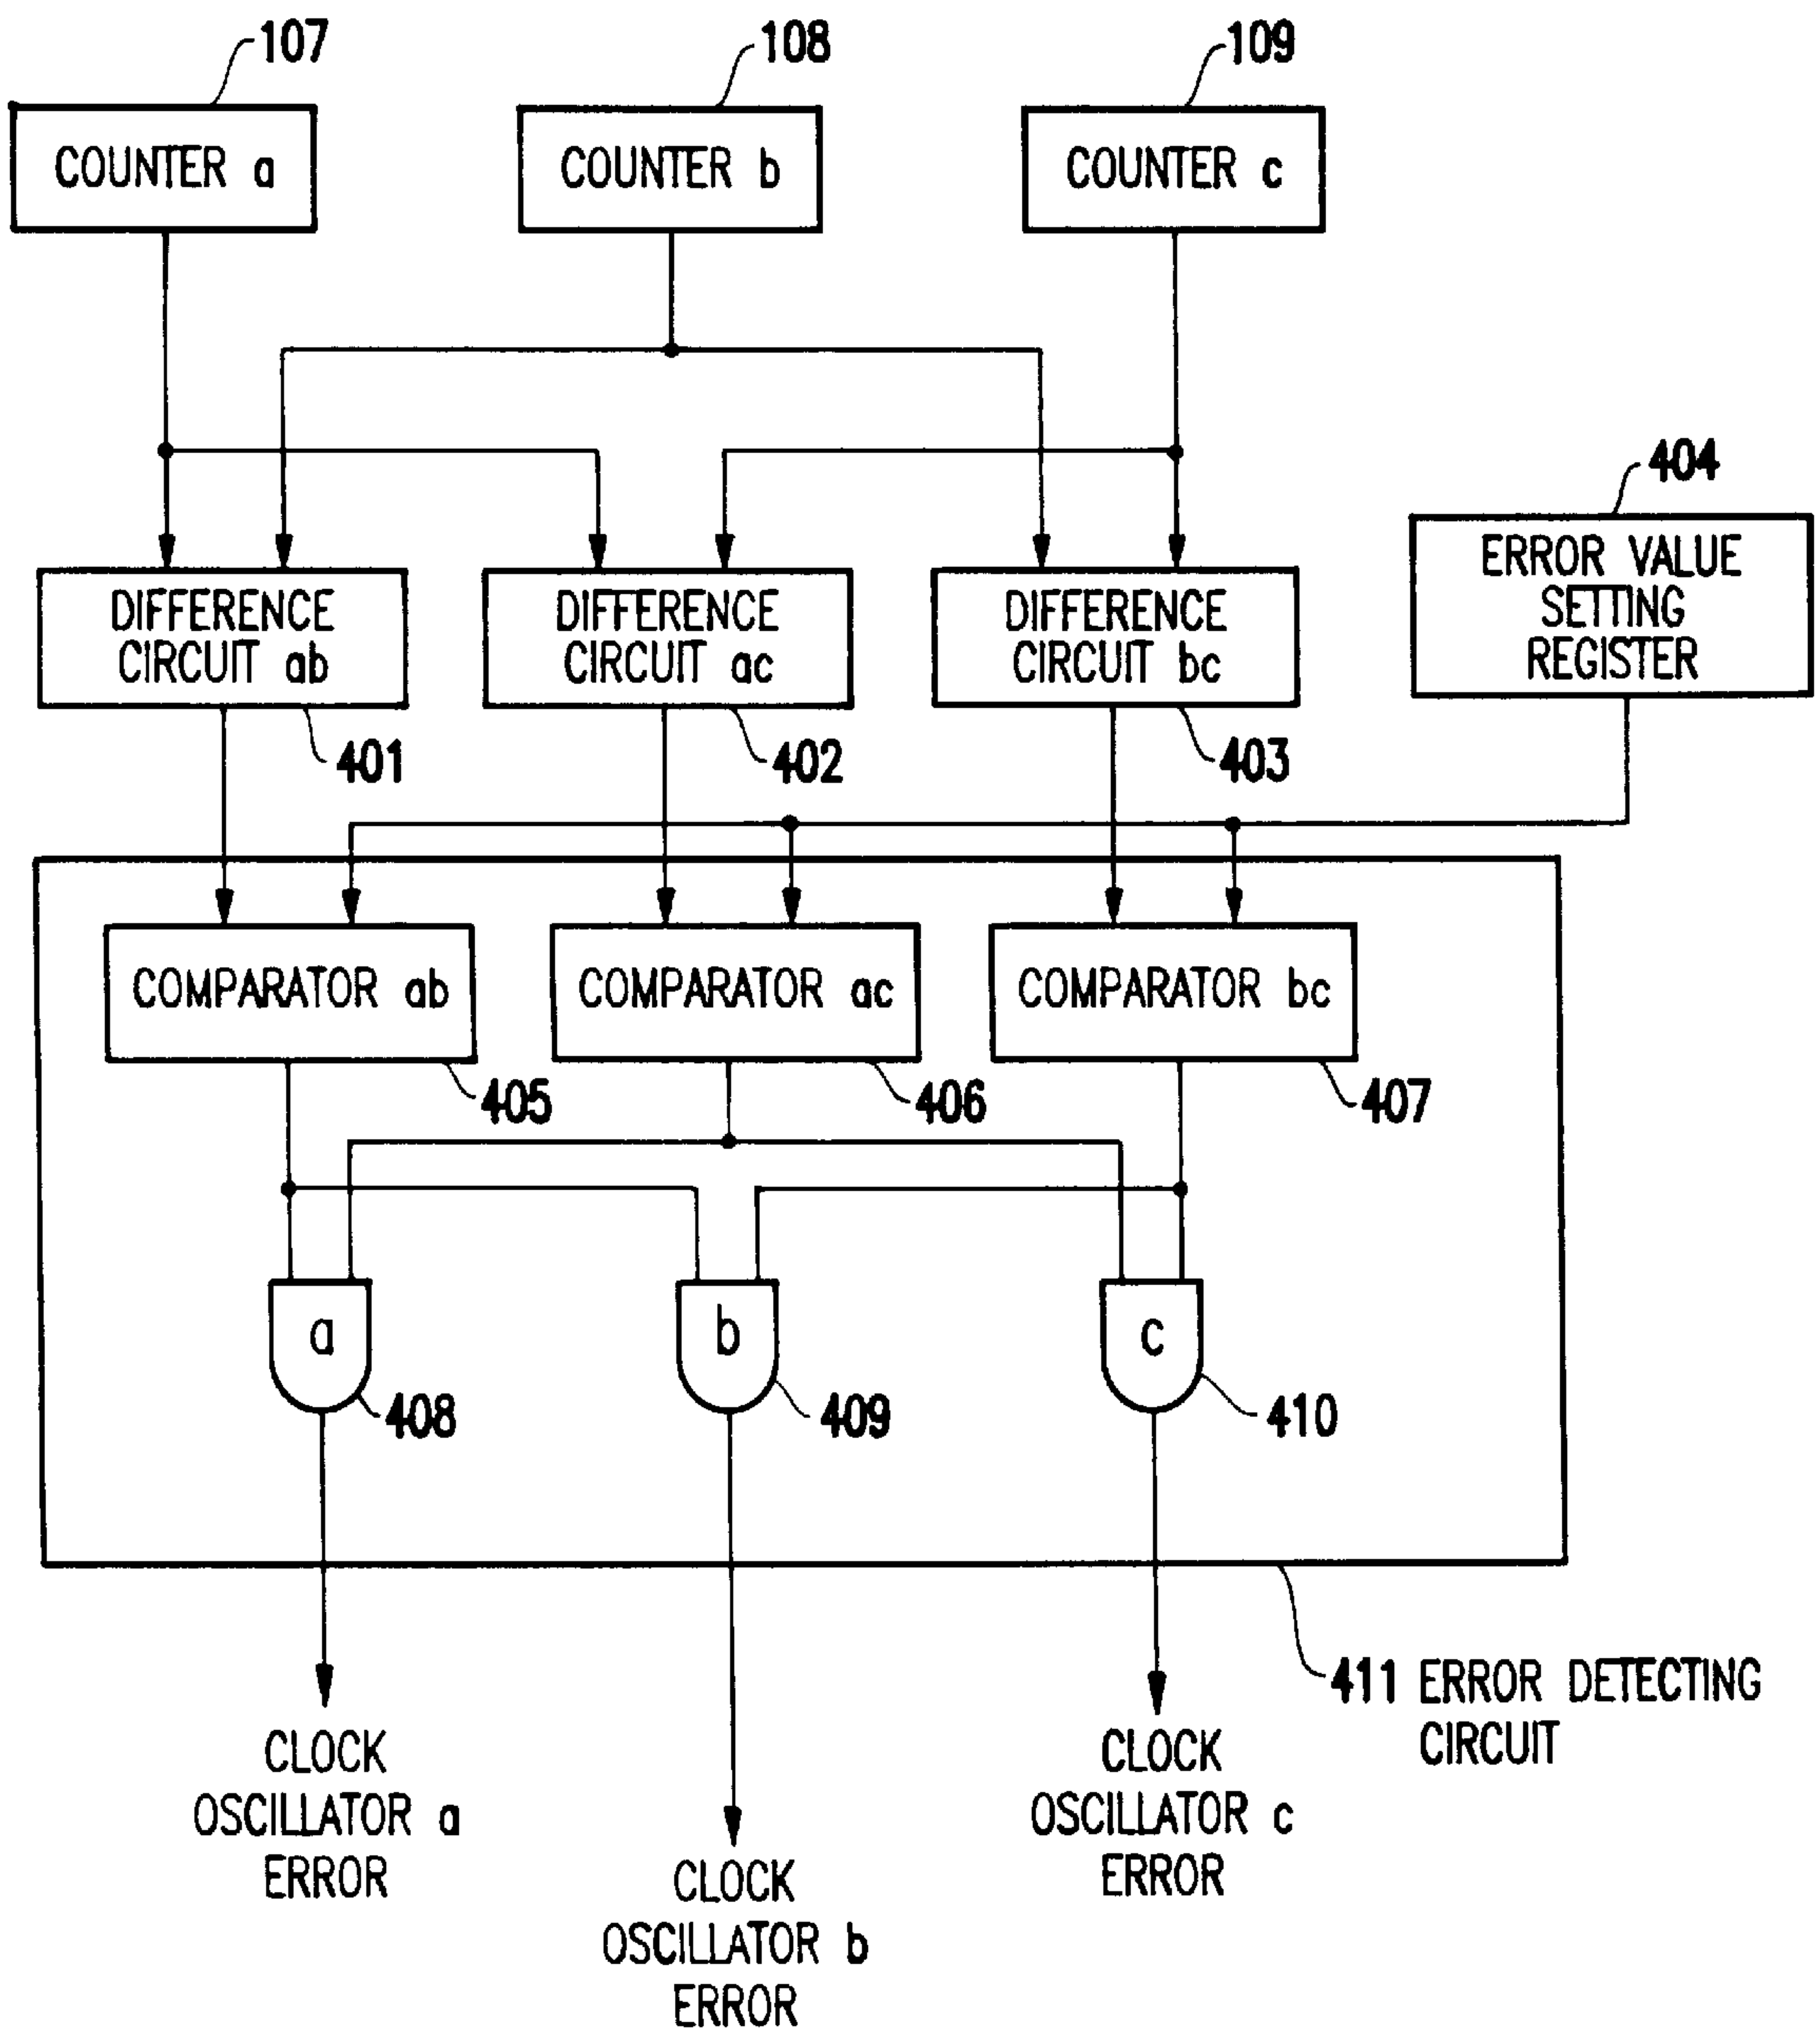 107
108
109
COUNTER a
COUNTER b
COUNTER c
404
ERROR VALUE
SETTING
REGISTER
DIFFERENCE
CIRCUIT ab
DIFFERENCE
CIRCUIT ac
DIFFERENCE
CIRCUIT bc
401
402
403
COMPARATOR ab
COMPARATOR ac
COMPARATOR bc
405
406
407
a
b
c
408
409
410
411 ERROR DETECTING
CIRCUIT
CLOCK
OSCILLATOR a
ERROR
CLOCK
OSCILLATOR b
ERROR
CLOCK
OSCILLATOR c
ERROR